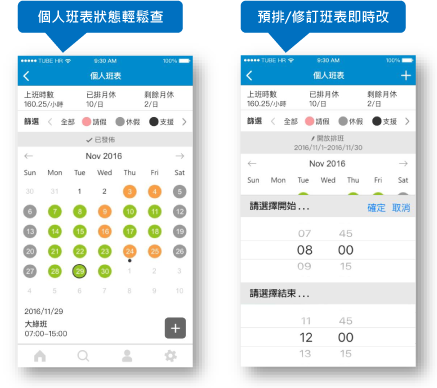 個人班表狀態輕鬆查
TUBE HR 9:30 AM 100%
個人班表
上班時數 已排月休 剩餘月休
160.25/小時 10/日 2/日
篩選 全部 請假 休假 支援
已發佈
Nov 2016
Sun Mon Tue Wed Thu Fri Sat
30 31 1 2 3 4 5
6 7 8 9 10 11 12
13 14 15 16 17 18 19
20 21 22 23 24 25 26
27 28 29 30 1 2 3
4 5 6 7 8 9 10
2016/11/29
大綠班
07:00-15:00
預排/修訂班表即時改
TUBE HR 9:30 AM 100%
個人班表
上班時數 已排月休 剩餘月休
160.25/小時 10/日 2/日
篩選 全部 請假 休假 支援
開放排班
2016/11/1-2016/11/30
Nov 2016
Sun Mon Tue Wed Thu Fri Sat
請選擇開始... 確定 取消
07 45
08 00
09 15
請選擇結束...
11 45
12 00
13 15